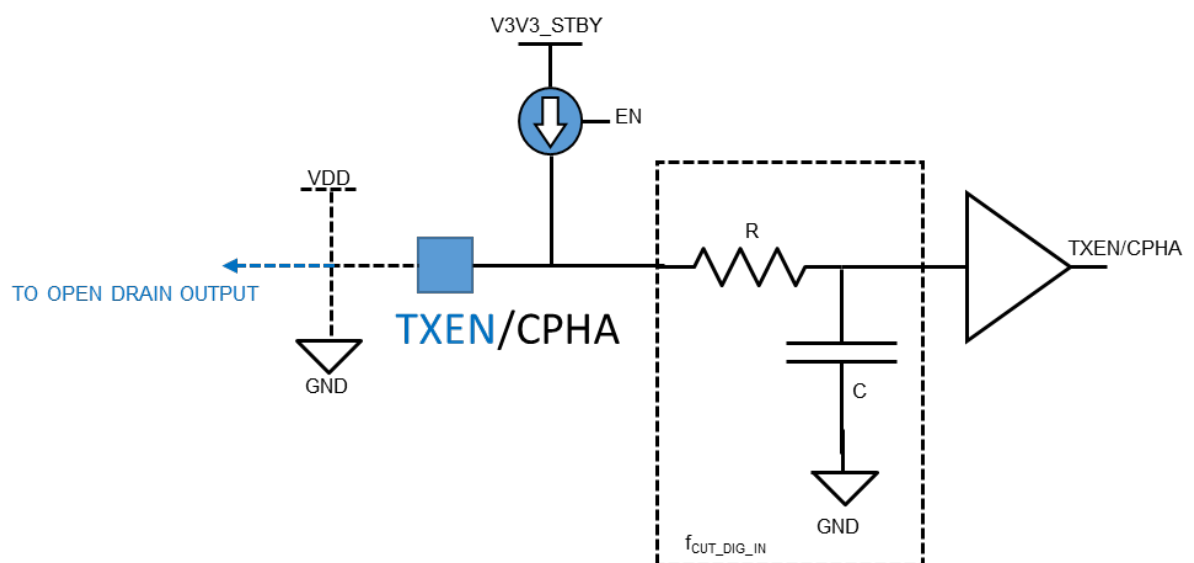 V3V3_STBY
EN
VDD
R
TXEN/CPHA
TO OPEN DRAIN OUTPUT
TXEN/CPHA
GND
C
GND
fCUT_DIG_IN